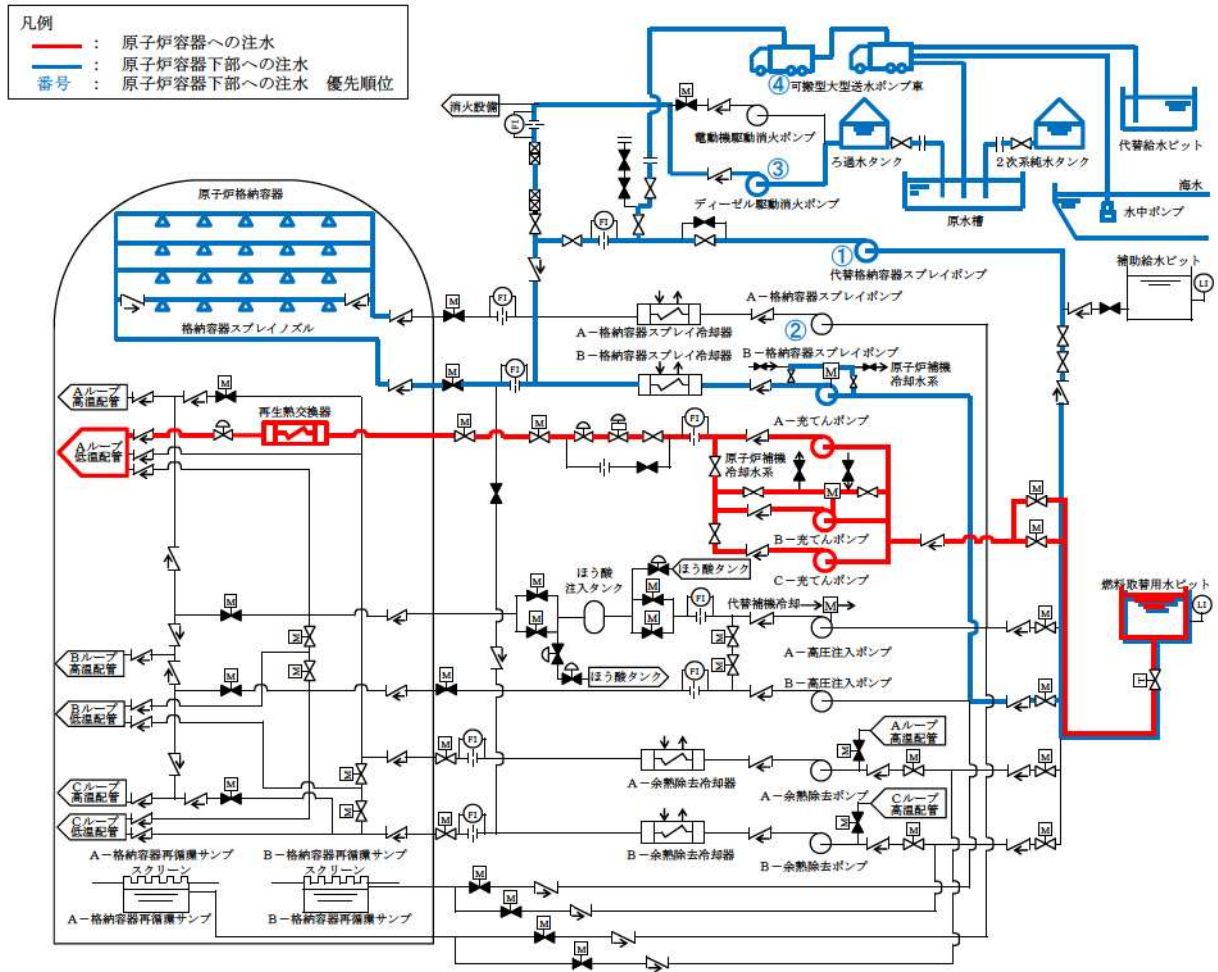 凡例
： 原子炉容器への注水
： 原子炉容器下部への注水
番号 ： 原子炉容器下部への注水 優先順位
消火設備
M
FI
電動機駆動消火ポンプ
④可搬型大型送水ポンプ車
ろ過水タンク
2次系純水タンク
代替給水ピット
③
ディーゼル駆動消火ポンプ
原水槽
海水
水中ポンプ
原子炉格納容器
FI
①
代替格納容器スプレイポンプ
補助給水ピット
LI
格納容器スプレイノズル
M
FI
A－格納容器スプレイポンプ
A－格納容器スプレイ冷却器
②
B－格納容器スプレイ冷却器
B－格納容器スプレイポンプ
M
FI
M
原子炉補機
冷却水系
Aループ
高温配管
M
再生熱交換器
Aループ
低温配管
M
M
FI
A－充てんポンプ
原子炉補機
冷却水系
M
B－充てんポンプ
M
M
C－充てんポンプ
燃料取替用水ピット
LI
T
ほう酸
注入タンク
ほう酸タンク
M
M
M
M
FI
代替補機冷却
M
M
M
M
M
A－高圧注入ポンプ
M
Bループ
高温配管
M
M
ほう酸タンク
FI
B－高圧注入ポンプ
M
M
Bループ
低温配管
Aループ
高温配管
M
FI
M
M
M
A－余熱除去冷却器
A－余熱除去ポンプ
M
Cループ
高温配管
M
Cループ
高温配管
Cループ
低温配管
M
M
FI
M
M
M
B－余熱除去冷却器
B－余熱除去ポンプ
A－格納容器再循環サンプ
スクリーン
B－格納容器再循環サンプ
スクリーン
M
A－格納容器再循環サンプ
B－格納容器再循環サンプ
M
M
M